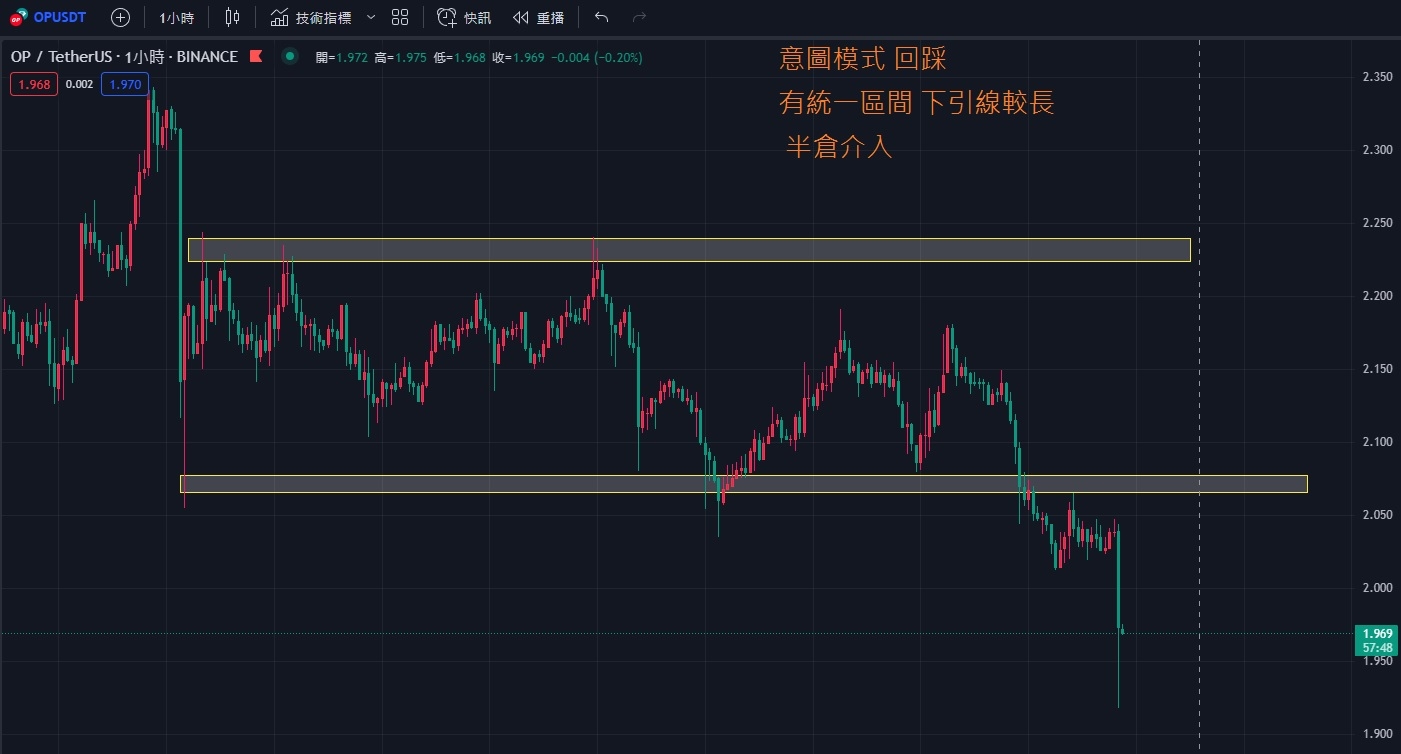 OPUSDT 1小時 技術指標 快訊 重播
OP / TetherUS · 1小時 · BINANCE 開=1.972 高=1.975 低=1.968 收=1.969 −0.004 (−0.20%)
1.968 0.002 1.970
意圖模式 回踩
有統一區間 下引線較長
半倉介入
2.350
2.300
2.250
2.200
2.150
2.100
2.050
2.000
1.969
57:48
1.950
1.900